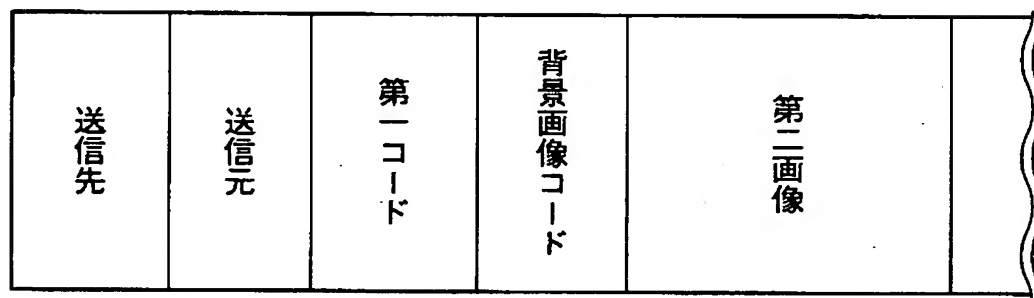 送信先
送信元
第一コード
背景画像コード
第二画像